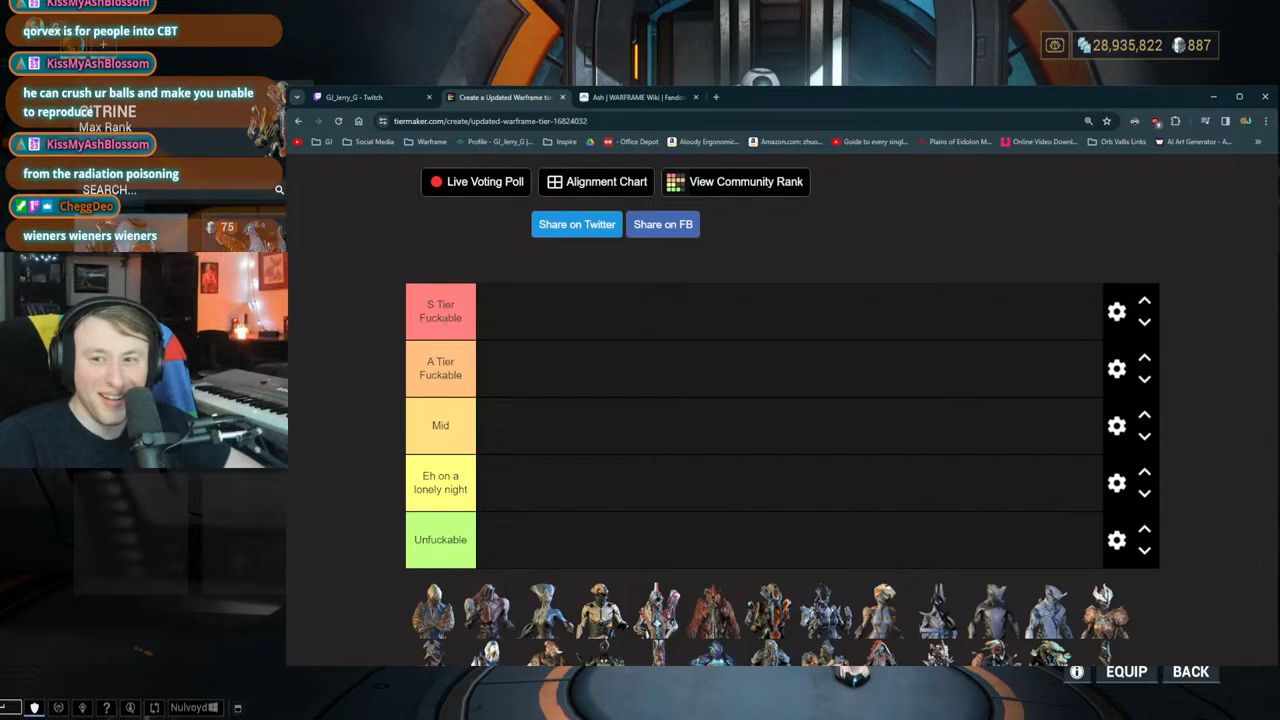 KissMyAshBlossom
qorvex is for people into CBT
KissMyAshBlossom
he can crush ur balls and make you unable
to reproduce
CITRINE
Max Rank
KissMyAshBlossom
from the radiation poisoning
SEARCH...
CheggDeo
75
wieners wieners wieners
28,935,822 887
GJ_Jerry_G - Twitch
Create a Updated Warframe tie
Ash | WARFRAME Wiki | Fandom
tiermaker.com/create/updated-warframe-tier-16824032
GJ
Social Media
Warframe
Profile - GJ_Jerry_G |...
Inspire
- Office Depot
Aloudy Ergonomic...
Amazon.com: zhuo...
Guide to every singl...
Plains of Eidolon M...
Online Video Downl...
Orb Vallis Links
AI Art Generator - A...
Live Voting Poll
Alignment Chart
View Community Rank
Share on Twitter
Share on FB
S Tier
Fuckable
A Tier
Fuckable
Mid
Eh on a
lonely night
Unfuckable
EQUIP
BACK
Nulvoyd